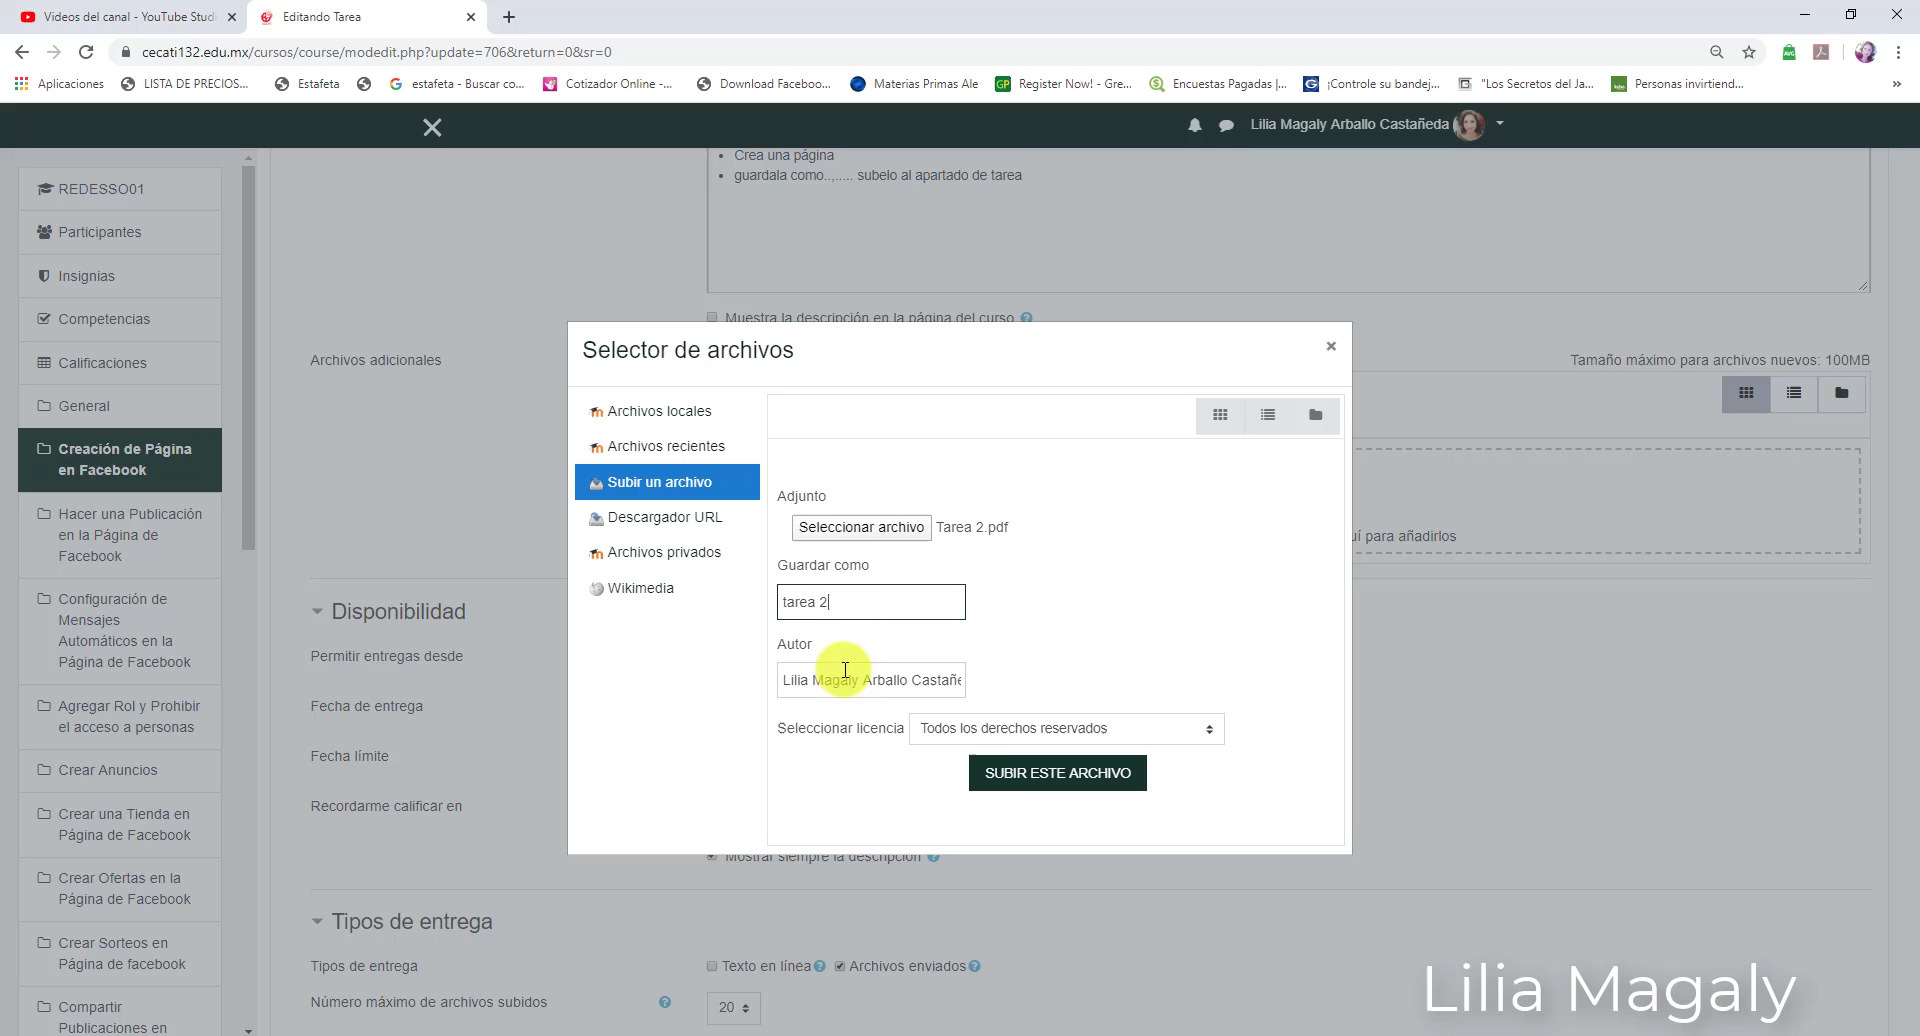 Videos del canal - YouTube Studi
Editando Tarea
cecati132.edu.mx/cursos/course/modedit.php?update=706&return=0&sr=0
Aplicaciones
LISTA DE PRECIOS...
Estafeta
estafeta - Buscar co...
Cotizador Online -...
Download Faceboo...
Materias Primas Ale
Register Now! - Gre...
Encuestas Pagadas |...
¡Controle su bandej...
"Los Secretos del Ja...
Personas invirtiend...
»
Lilia Magaly Arballo Castañeda
REDESSO01
Participantes
Insignias
Competencias
Calificaciones
General
Creación de Página
en Facebook
Hacer una Publicación
en la Página de
Facebook
Configuración de
Mensajes
Automáticos en la
Página de Facebook
Agregar Rol y Prohibir
el acceso a personas
Crear Anuncios
Crear una Tienda en
Página de Facebook
Crear Ofertas en la
Página de Facebook
Crear Sorteos en
Página de facebook
Compartir
Publicaciones en
• Crea una página
• guardala como..,..... subelo al apartado de tarea
Muestra la descripción en la página del curso
Archivos adicionales
Tamaño máximo para archivos nuevos: 100MB
uí para añadirlos
Selector de archivos
×
Archivos locales
Archivos recientes
Subir un archivo
Descargador URL
Archivos privados
Wikimedia
Adjunto
Seleccionar archivo Tarea 2.pdf
Guardar como
tarea 2
Autor
Lilia Magaly Arballo Castañe
Seleccionar licencia Todos los derechos reservados
SUBIR ESTE ARCHIVO
Disponibilidad
Permitir entregas desde
Fecha de entrega
Fecha límite
Recordarme calificar en
Mostrar siempre la descripción
Tipos de entrega
Tipos de entrega
Texto en línea
Archivos enviados
Número máximo de archivos subidos
20
Lilia Magaly